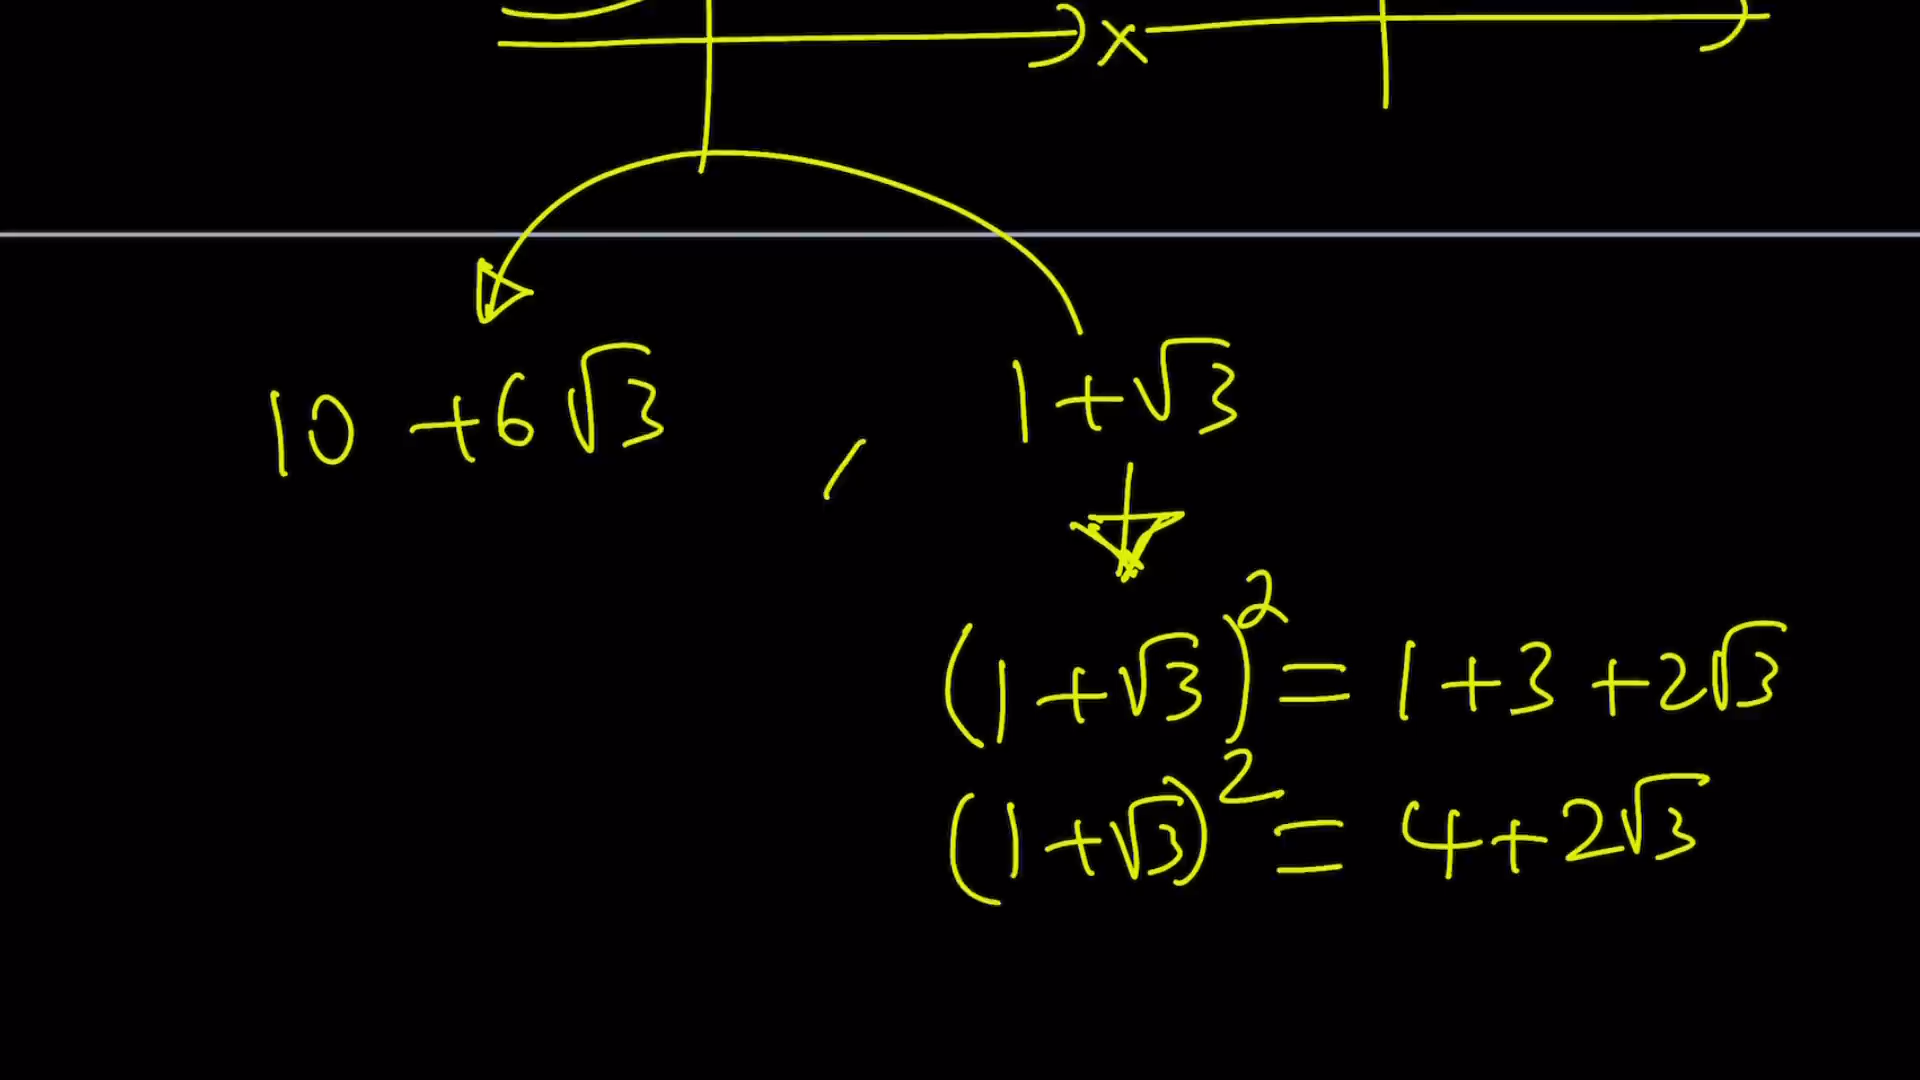 x
10 + 6√3 , 1 + √3
(1 + √3)² = 1 + 3 + 2√3
(1 + √3)² = 4 + 2√3